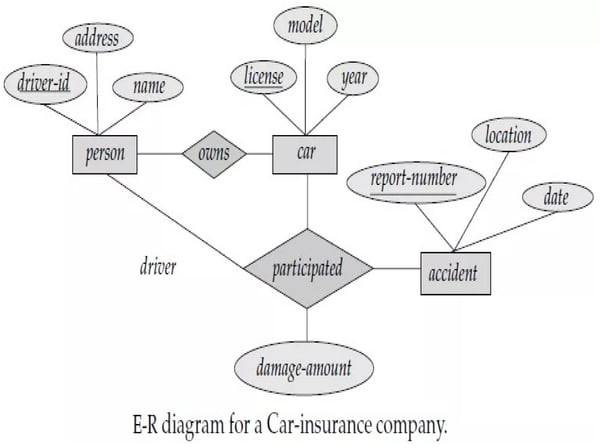 model
address
driver-id
name
license
year
location
person
owns
car
report-number
date
driver
participated
accident
damage-amount
E-R diagram for a Car-insurance company.